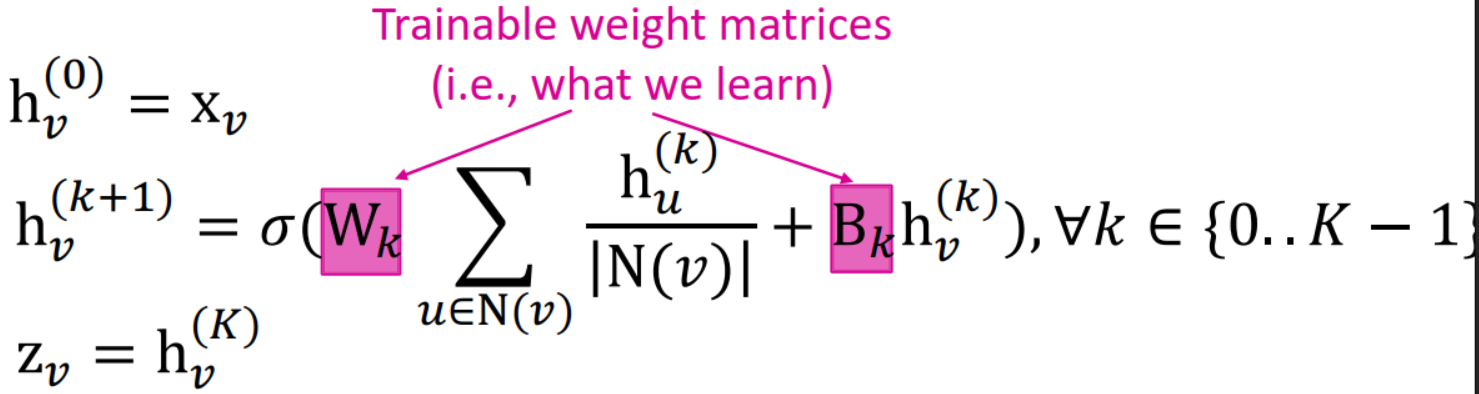 Trainable weight matrices
(i.e., what we learn)
h_v^(0) = x_v
h_v^(k+1) = σ(W_k ∑_{u∈N(v)} h_u^(k) / |N(v)| + B_k h_v^(k)), ∀k ∈ {0..K − 1}
z_v = h_v^(K)